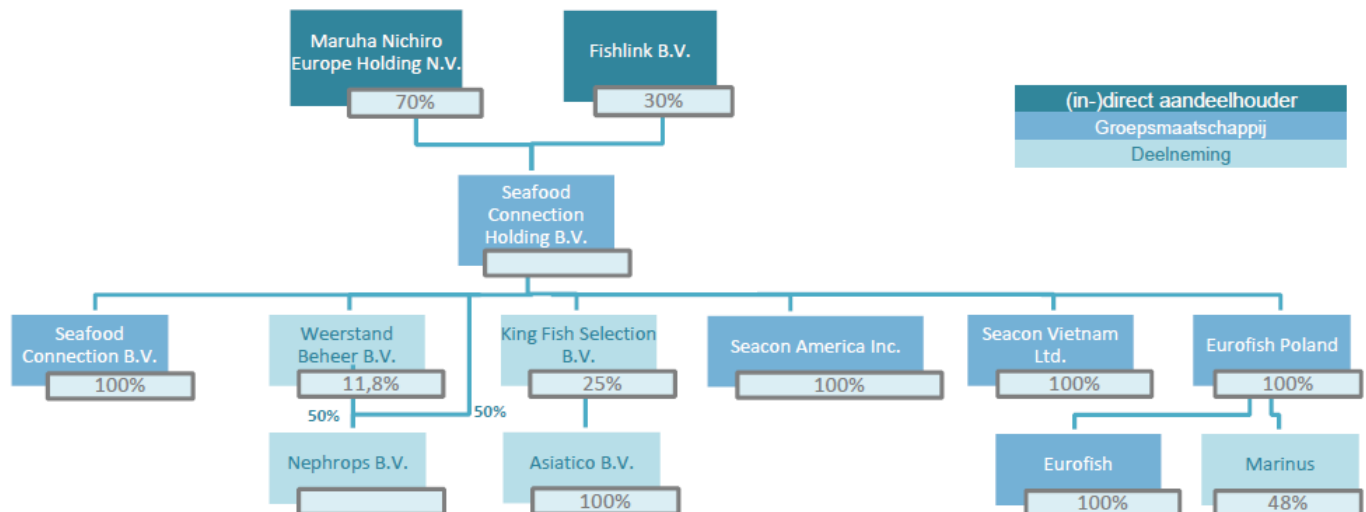 Maruha Nichiro
Europe Holding N.V.
70%
Fishlink B.V.
30%
(in-)direct aandeelhouder
Groepsmaatschappij
Deelneming
Seafood
Connection
Holding B.V.
Seafood
Connection B.V.
100%
Weerstand
Beheer B.V.
11,8%
King Fish Selection
B.V.
25%
Seacon America Inc.
100%
Seacon Vietnam
Ltd.
100%
Eurofish Poland
100%
50%
50%
Nephrops B.V.
Asiatico B.V.
100%
Eurofish
100%
Marinus
48%